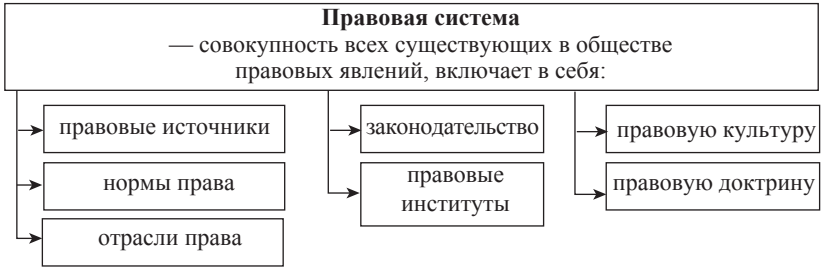 Правовая система
— совокупность всех существующих в обществе
правовых явлений, включает в себя:
правовые источники
нормы права
отрасли права
законодательство
правовые
институты
правовую культуру
правовую доктрину